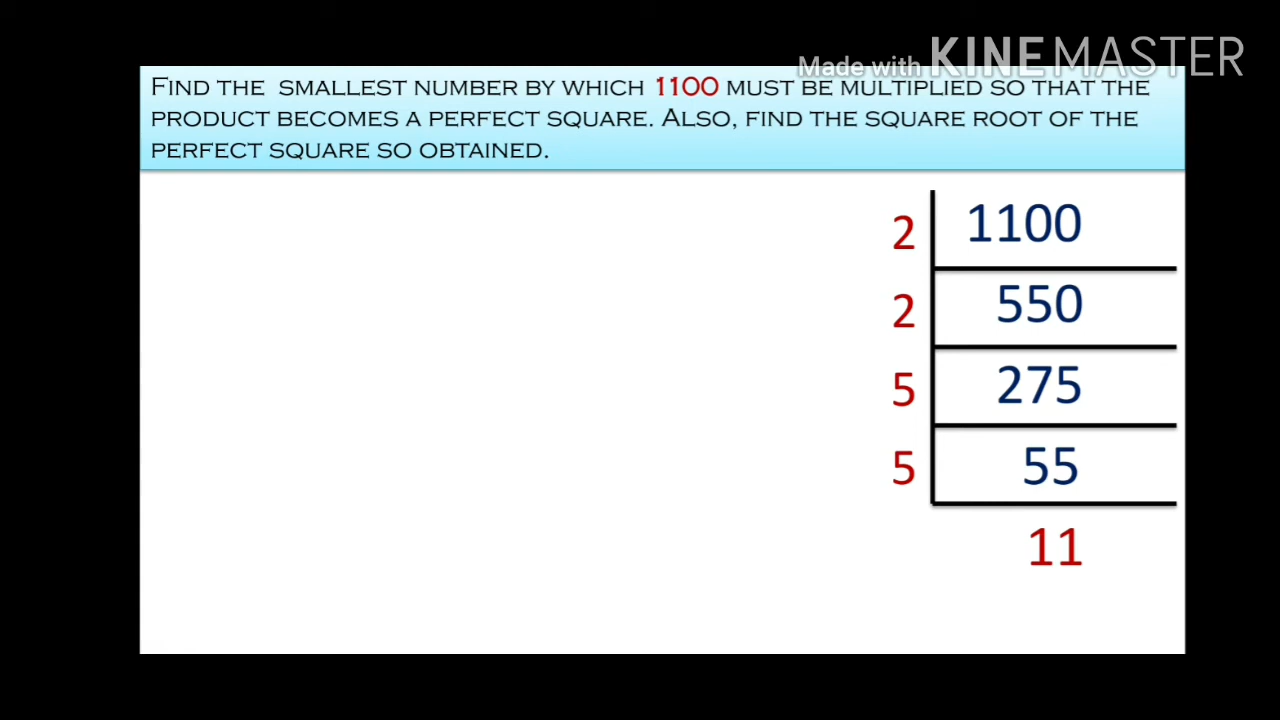 Made with KINEMASTER
FIND THE SMALLEST NUMBER BY WHICH 1100 MUST BE MULTIPLIED SO THAT THE
PRODUCT BECOMES A PERFECT SQUARE. ALSO, FIND THE SQUARE ROOT OF THE
PERFECT SQUARE SO OBTAINED.
2 1100
2 550
5 275
5 55
11